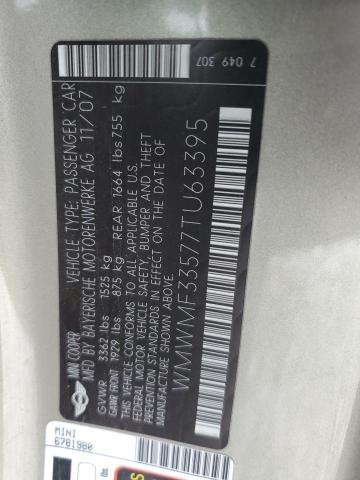 MINI COOPER
VEHICLE TYPE: PASSENGER CAR
MFD BY BAYERISCHE MOTORENWERKE AG 11/07
GVWR 3362 lbs 1525 kg
GAWR FRONT 1929 lbs 875 kg REAR 1664 lbs 755 kg
THIS VEHICLE CONFORMS TO ALL APPLICABLE U.S.
FEDERAL MOTOR VEHICLE SAFETY, BUMPER AND THEFT
PREVENTION STANDARDS IN EFFECT ON THE DATE OF
MANUFACTURE SHOWN ABOVE.
WMWMF33577TU63395
7 049 307
MINI
6781980
lbs